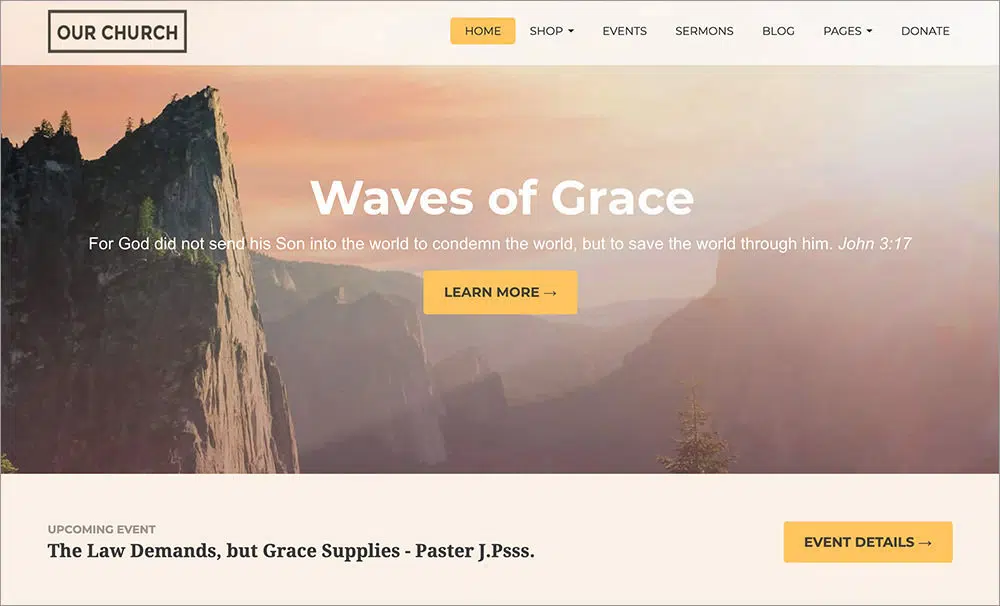 OUR CHURCH
HOME SHOP EVENTS SERMONS BLOG PAGES DONATE
Waves of Grace
For God did not send his Son into the world to condemn the world, but to save the world through him. John 3:17
LEARN MORE →
UPCOMING EVENT
The Law Demands, but Grace Supplies - Paster J.Psss.
EVENT DETAILS →